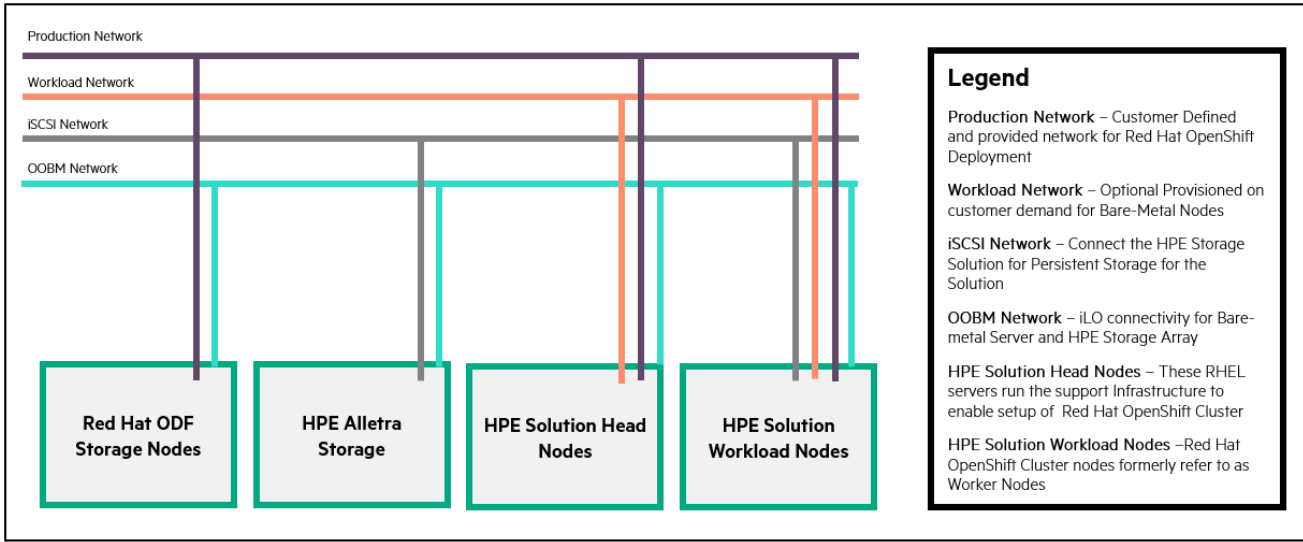 Production Network
Workload Network
iSCSI Network
OOBM Network
Red Hat ODF
Storage Nodes
HPE Alletra
Storage
HPE Solution Head
Nodes
HPE Solution
Workload Nodes
Legend
Production Network – Customer Defined
and provided network for Red Hat OpenShift
Deployment
Workload Network – Optional Provisioned on
customer demand for Bare-Metal Nodes
iSCSI Network – Connect the HPE Storage
Solution for Persistent Storage for the
Solution
OOBM Network – iLO connectivity for Bare-
metal Server and HPE Storage Array
HPE Solution Head Nodes – These RHEL
servers run the support Infrastructure to
enable setup of Red Hat OpenShift Cluster
HPE Solution Workload Nodes –Red Hat
OpenShift Cluster nodes formerly refer to as
Worker Nodes